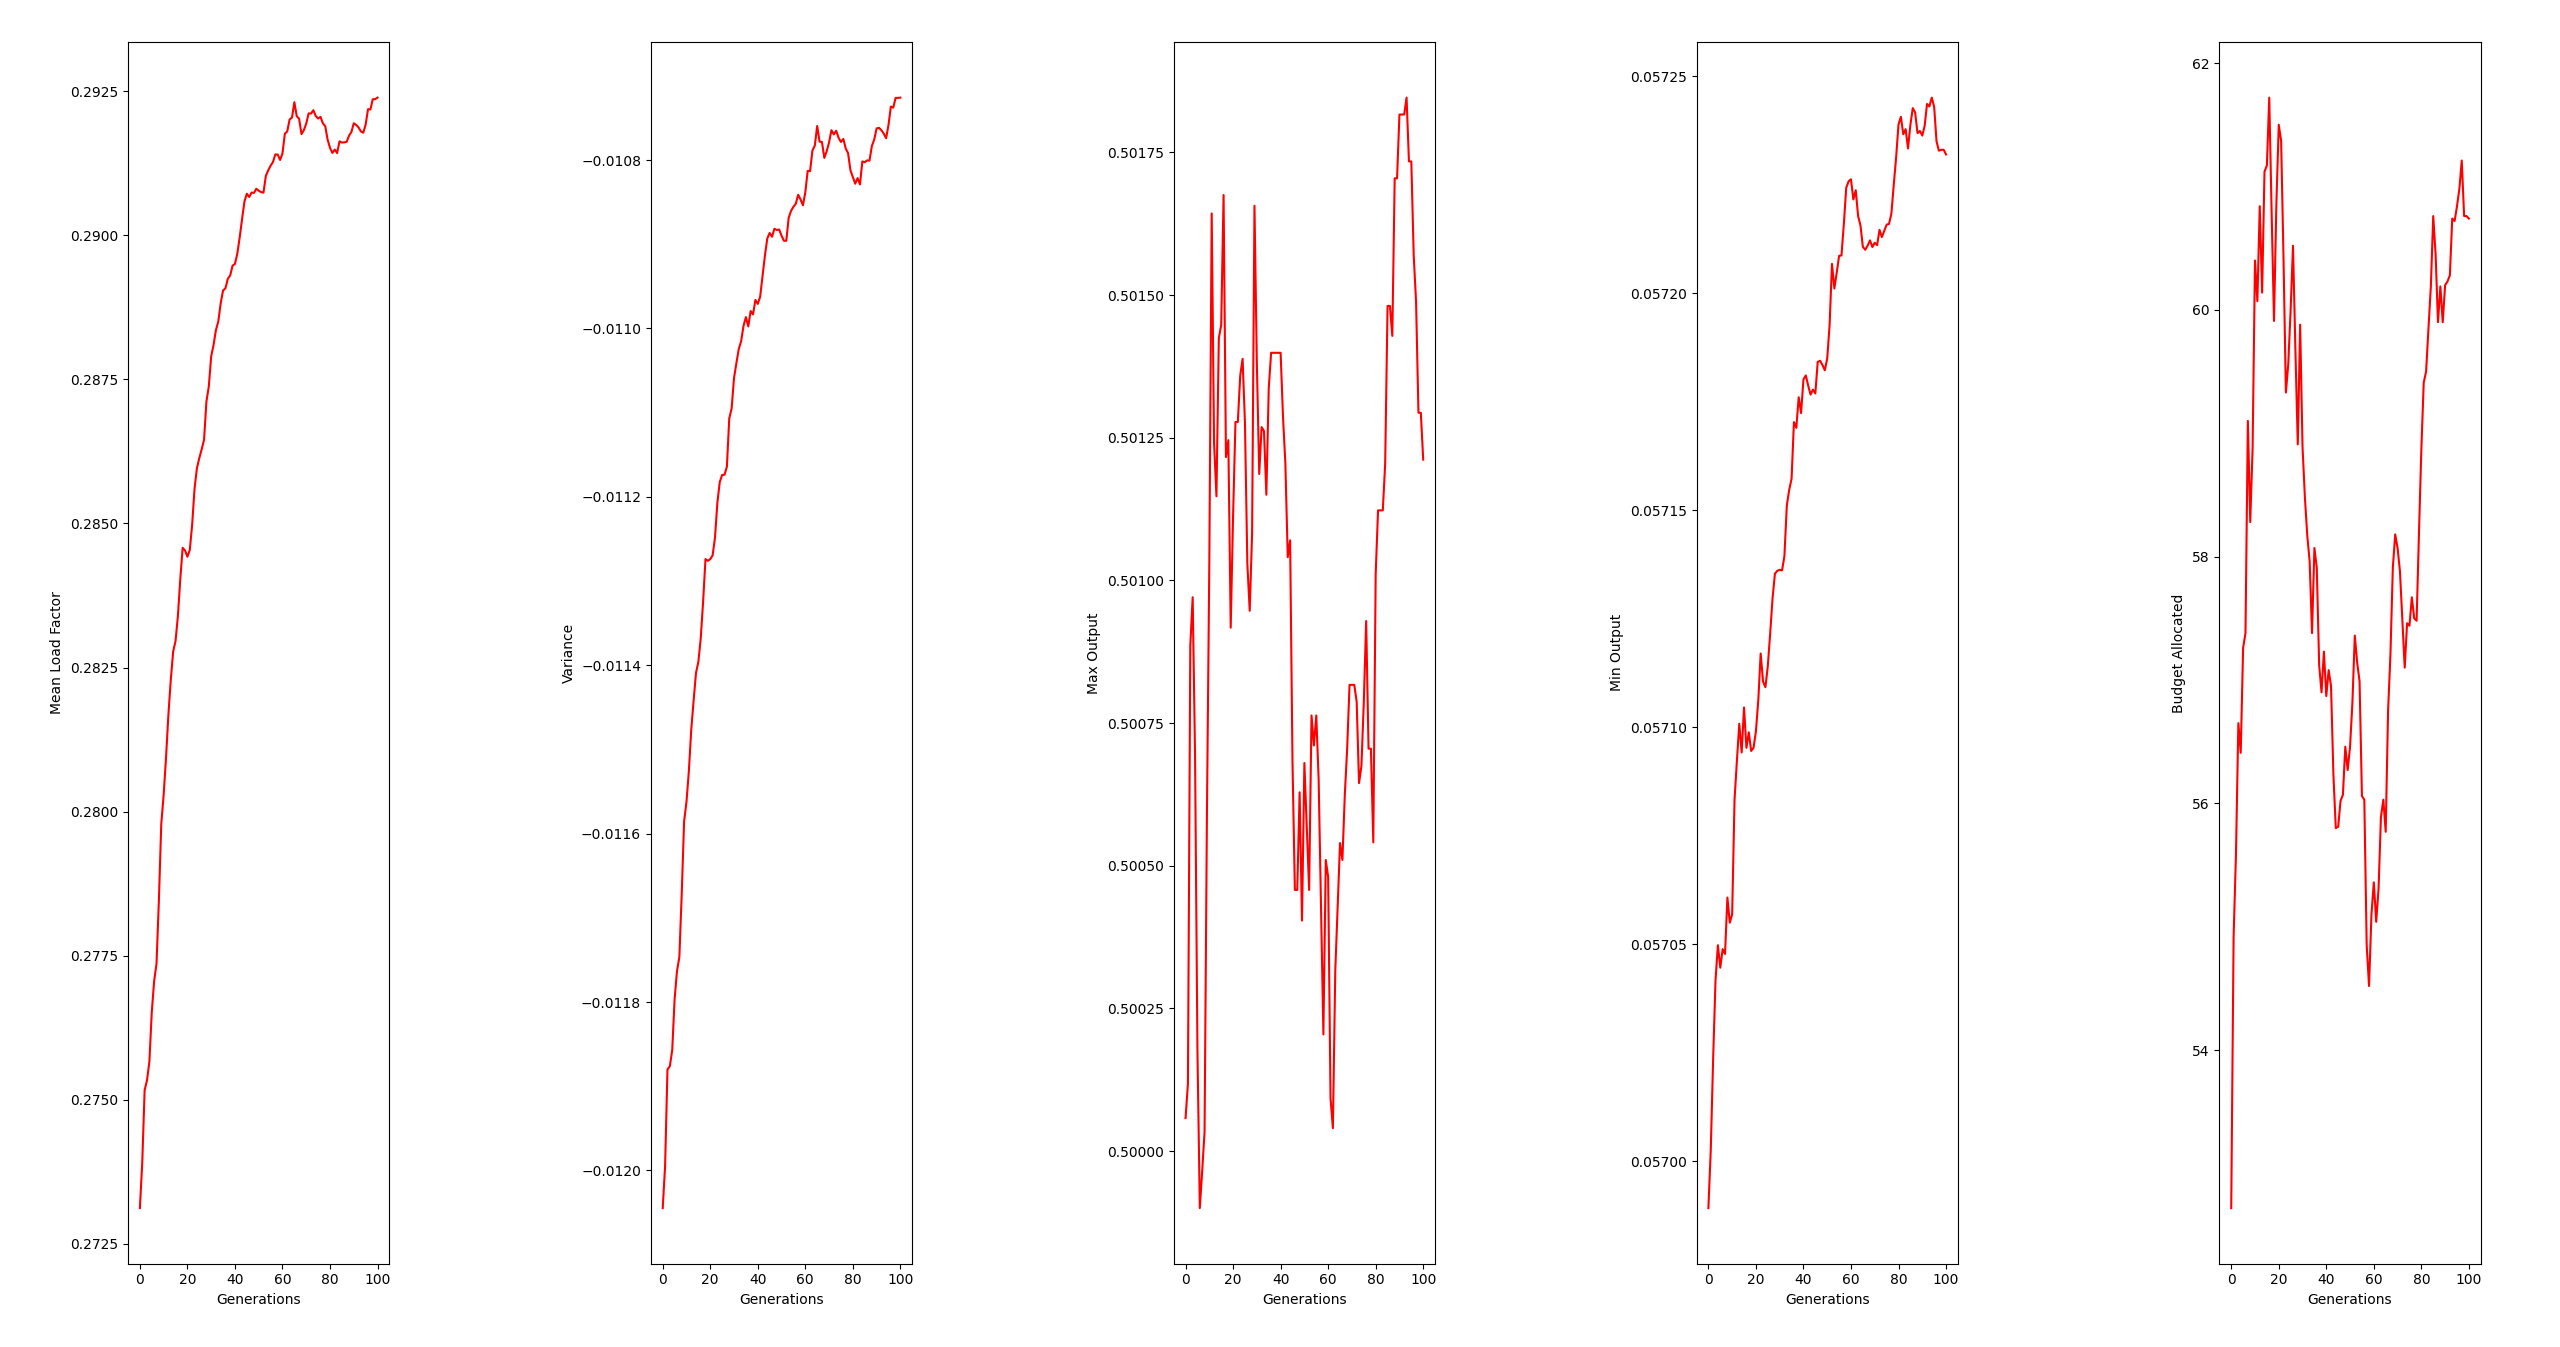 0.2925
0.2900
0.2875
0.2850
0.2825
0.2800
0.2775
0.2750
0.2725
Mean Load Factor
0 20 40 60 80 100
Generations
−0.0108
−0.0110
−0.0112
−0.0114
−0.0116
−0.0118
−0.0120
Variance
0 20 40 60 80 100
Generations
0.50175
0.50150
0.50125
0.50100
0.50075
0.50050
0.50025
0.50000
Max Output
0 20 40 60 80 100
Generations
0.05725
0.05720
0.05715
0.05710
0.05705
0.05700
Min Output
0 20 40 60 80 100
Generations
62
60
58
56
54
Budget Allocated
0 20 40 60 80 100
Generations